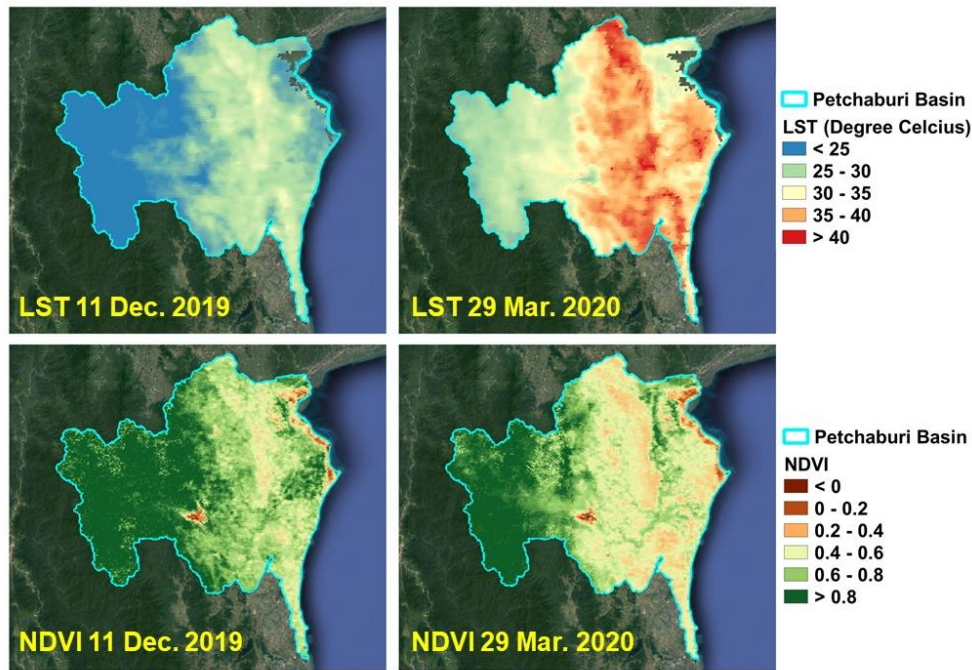 LST 11 Dec. 2019
LST 29 Mar. 2020
Petchaburi Basin
LST (Degree Celcius)
< 25
25 - 30
30 - 35
35 - 40
> 40
NDVI 11 Dec. 2019
NDVI 29 Mar. 2020
Petchaburi Basin
NDVI
< 0
0 - 0.2
0.2 - 0.4
0.4 - 0.6
0.6 - 0.8
> 0.8